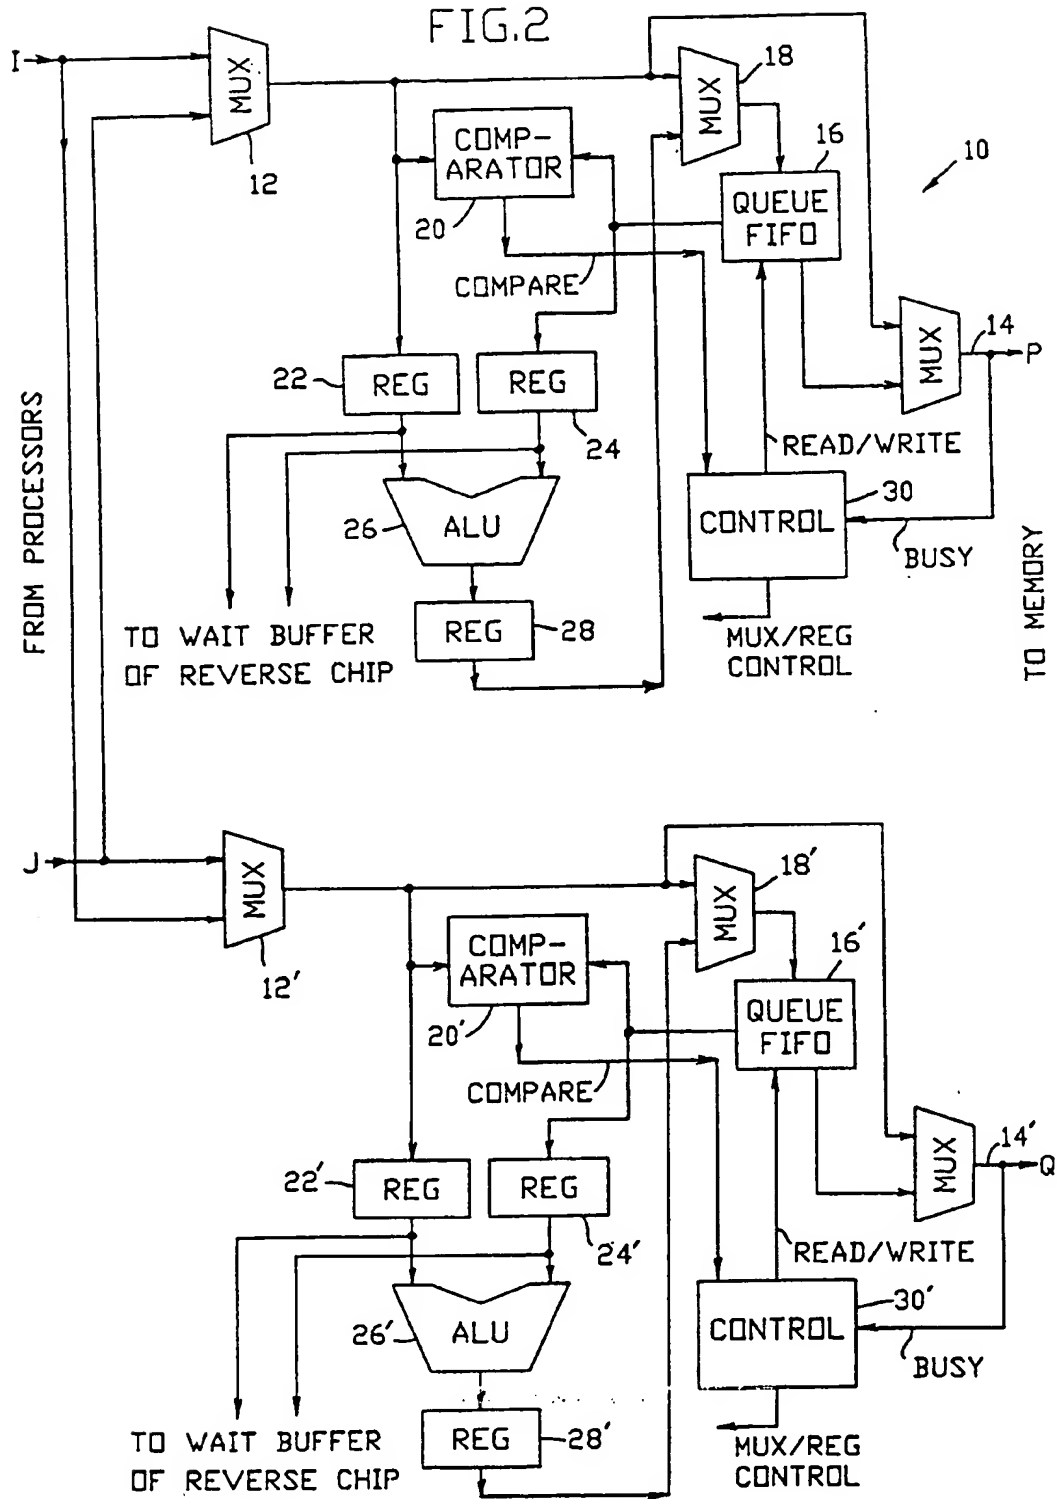 FIG.2
I
MUX
12
MUX
18
COMP-
ARATOR
20
16
QUEUE
FIFO
10
COMPARE
MUX
14
P
22
REG
REG
24
READ/WRITE
FROM PROCESSORS
26
ALU
CONTROL
30
BUSY
TO MEMORY
TO WAIT BUFFER
OF REVERSE CHIP
REG
28
MUX/REG
CONTROL
J
MUX
12'
MUX
18'
COMP-
ARATOR
20'
16'
QUEUE
FIFO
COMPARE
MUX
14'
Q
22'
REG
REG
24'
READ/WRITE
26'
ALU
CONTROL
30'
BUSY
TO WAIT BUFFER
OF REVERSE CHIP
REG
28'
MUX/REG
CONTROL